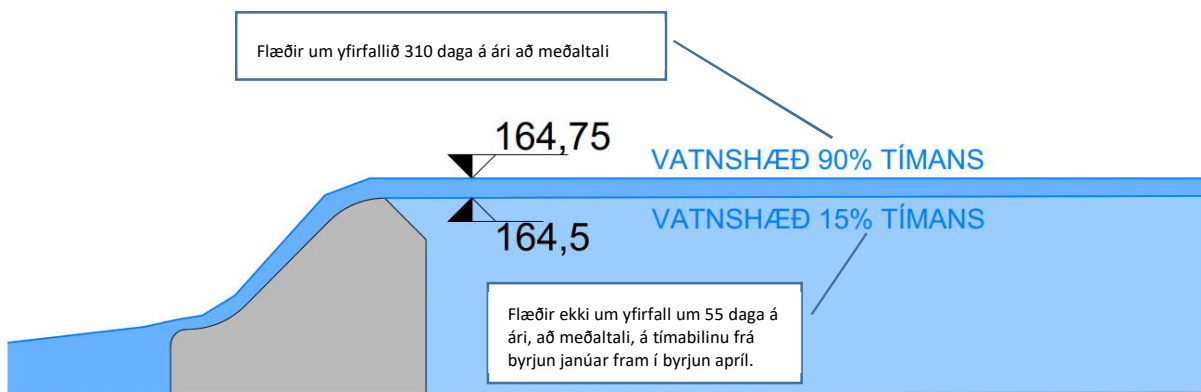 Flæðir um yfirfallið 310 daga á ári að meðaltali
164,75
VATNSHÆÐ 90% TÍMANS
VATNSHÆÐ 15% TÍMANS
164,5
Flæðir ekki um yfirfall um 55 daga á
ári, að meðaltali, á tímabilinu frá
byrjun janúar fram í byrjun apríl.